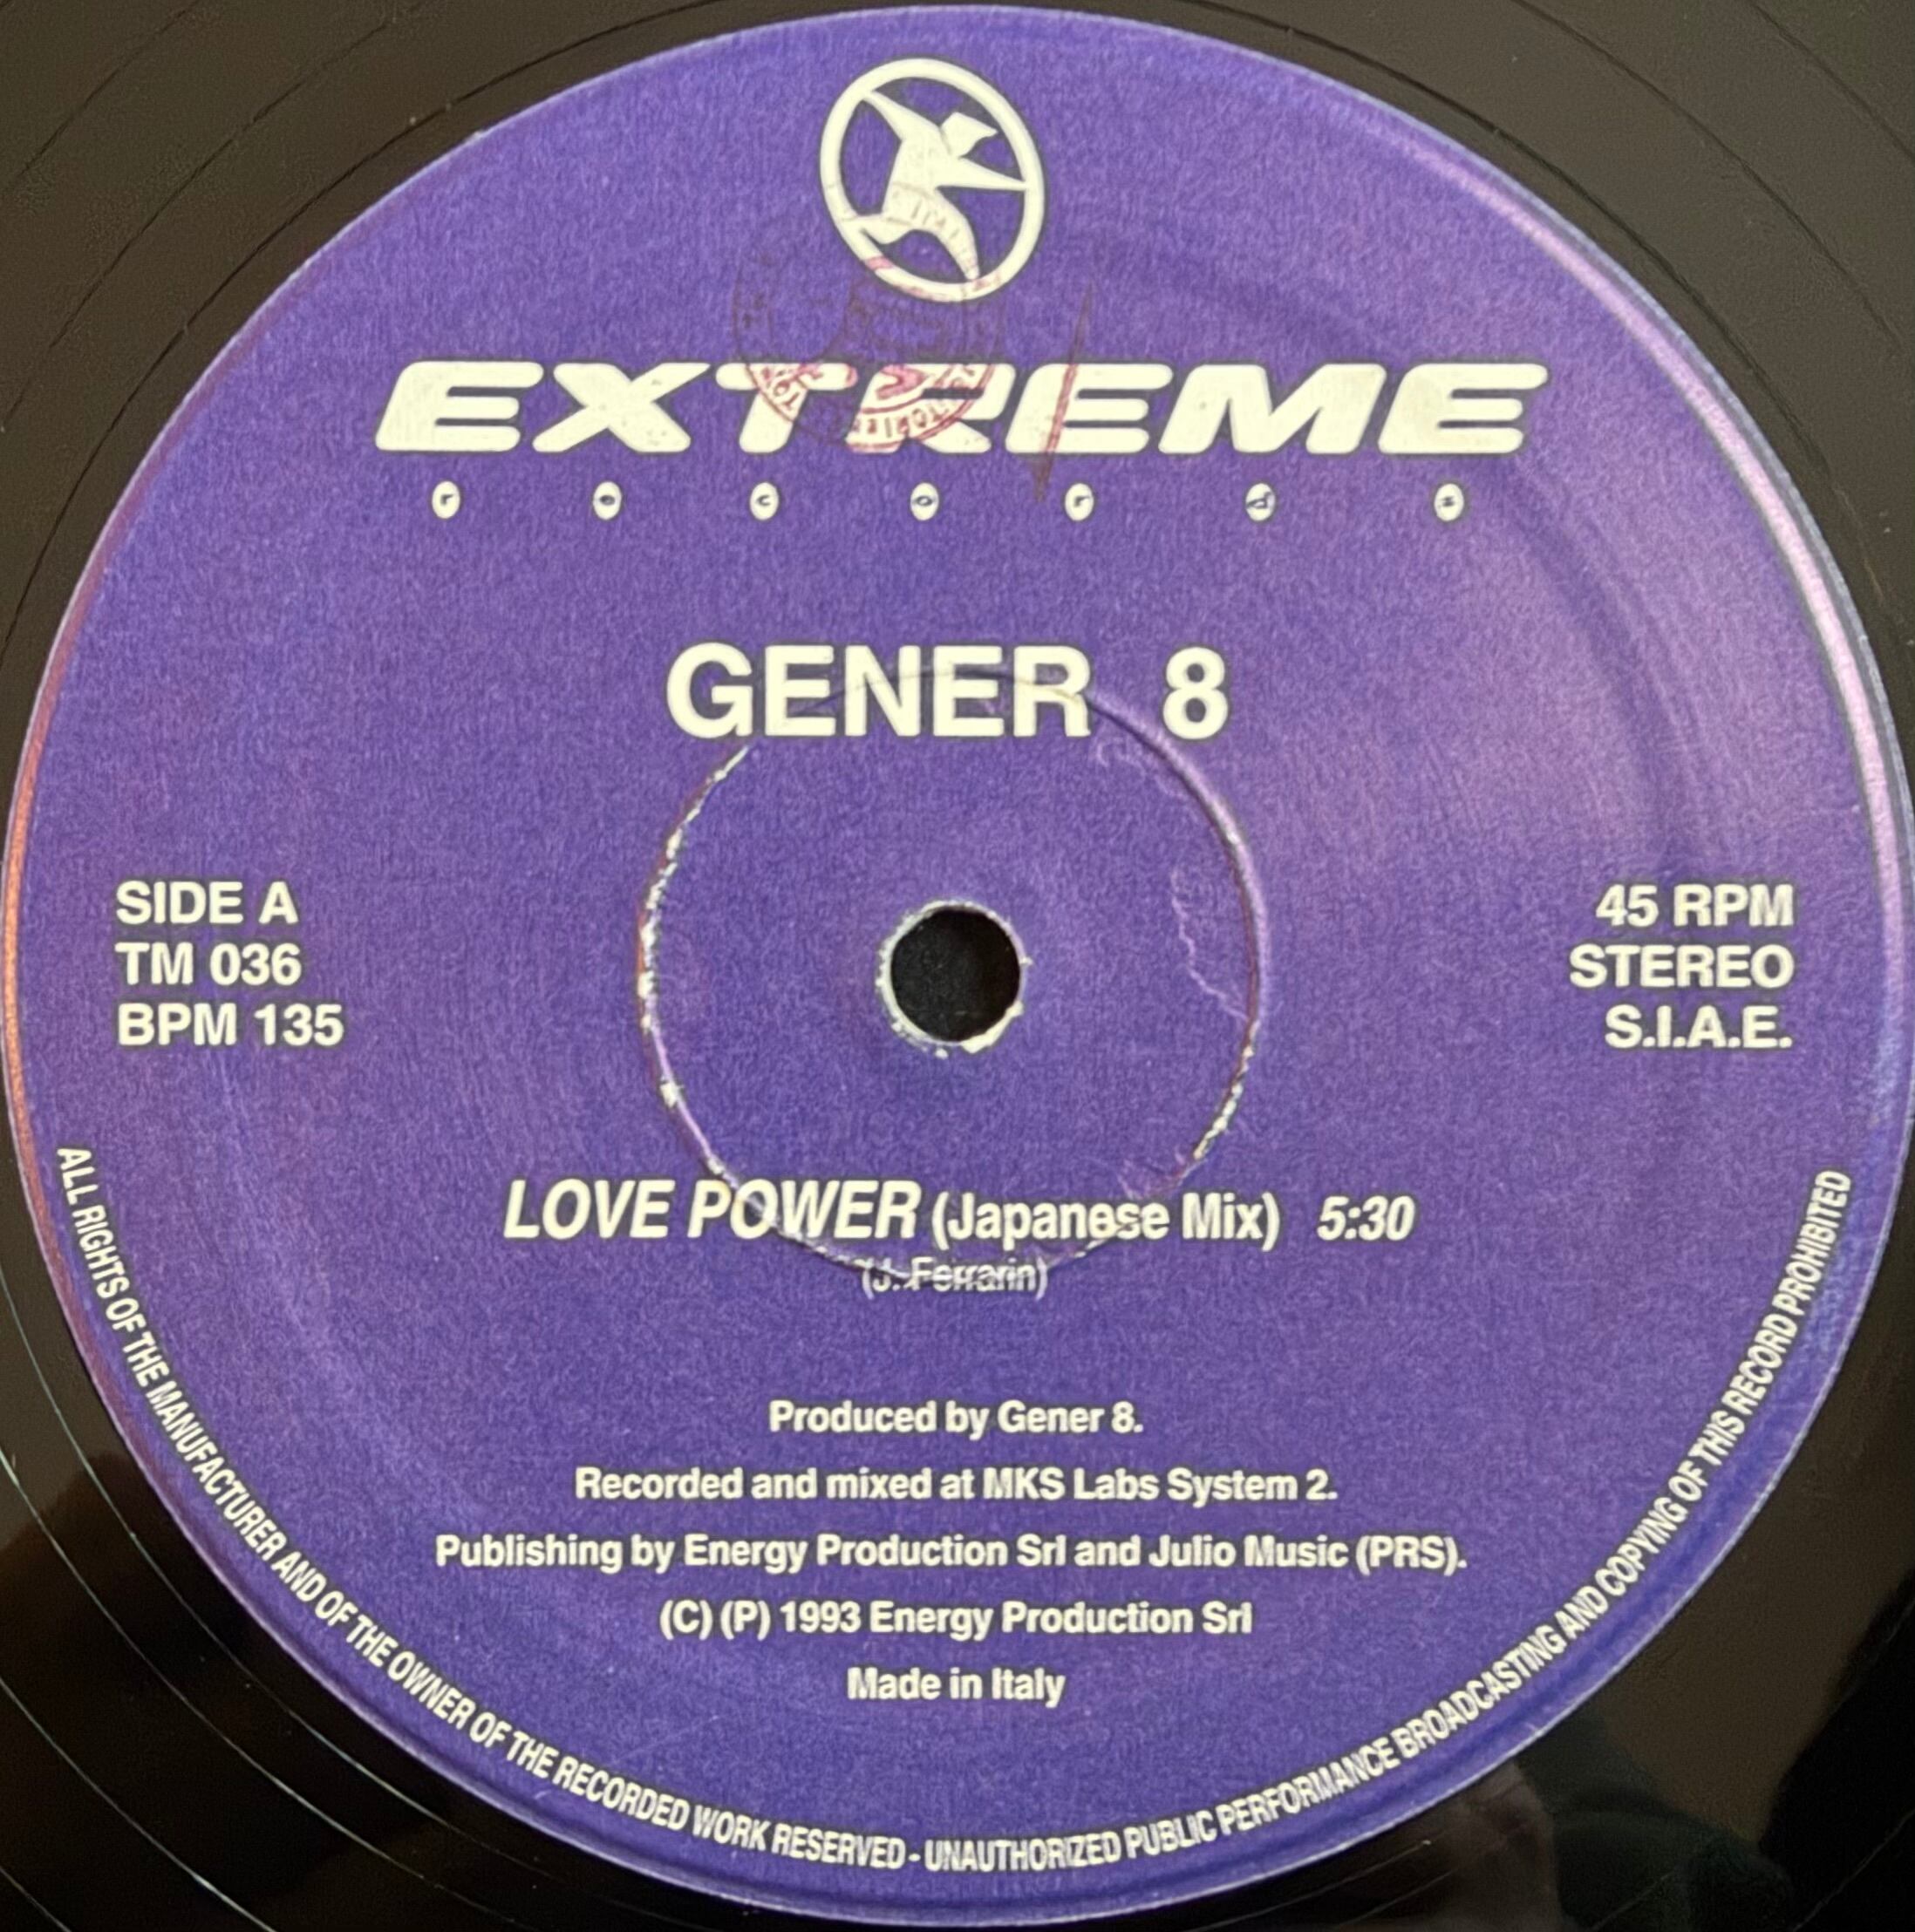 EXTREME
records
GENER 8
SIDE A
TM 036
BPM 135
45 RPM
STEREO
S.I.A.E.
LOVE POWER (Japanese Mix) 5:30
(J. Ferrarin)
Produced by Gener 8.
Recorded and mixed at MKS Labs System 2.
Publishing by Energy Production Srl and Julio Music (PRS).
(C) (P) 1993 Energy Production Srl
Made in Italy
ALL RIGHTS OF THE MANUFACTURER AND OF THE OWNER OF THE RECORDED WORK RESERVED - UNAUTHORIZED PUBLIC PERFORMANCE BROADCASTING AND COPYING OF THIS RECORD PROHIBITED